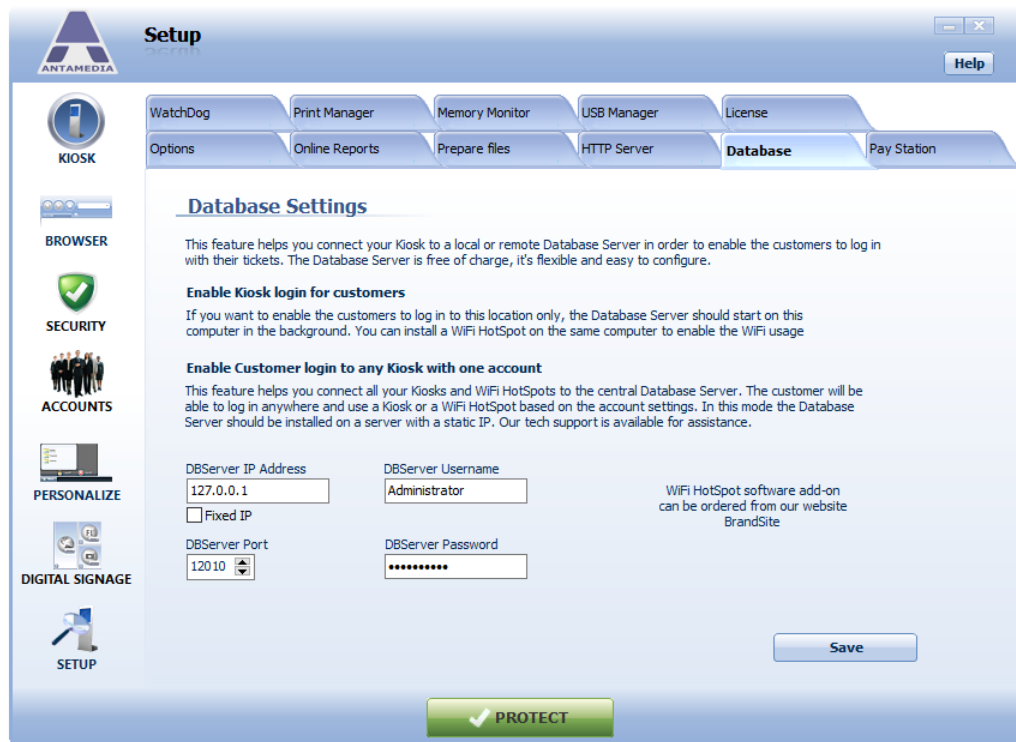 Setup
ANTAMEDIA
Help
WatchDog
Print Manager
Memory Monitor
USB Manager
License
Options
Online Reports
Prepare files
HTTP Server
Database
Pay Station
KIOSK
BROWSER
SECURITY
ACCOUNTS
PERSONALIZE
DIGITAL SIGNAGE
SETUP
Database Settings
This feature helps you connect your Kiosk to a local or remote Database Server in order to enable the customers to log in
with their tickets. The Database Server is free of charge, it's flexible and easy to configure.
Enable Kiosk login for customers
If you want to enable the customers to log in to this location only, the Database Server should start on this
computer in the background. You can install a WiFi HotSpot on the same computer to enable the WiFi usage
Enable Customer login to any Kiosk with one account
This feature helps you connect all your Kiosks and WiFi HotSpots to the central Database Server. The customer will be
able to log in anywhere and use a Kiosk or a WiFi HotSpot based on the account settings. In this mode the Database
Server should be installed on a server with a static IP. Our tech support is available for assistance.
DBServer IP Address
127.0.0.1
Fixed IP
DBServer Username
Administrator
DBServer Port
12010
DBServer Password
••••••••••
WiFi HotSpot software add-on
can be ordered from our website
BrandSite
Save
PROTECT